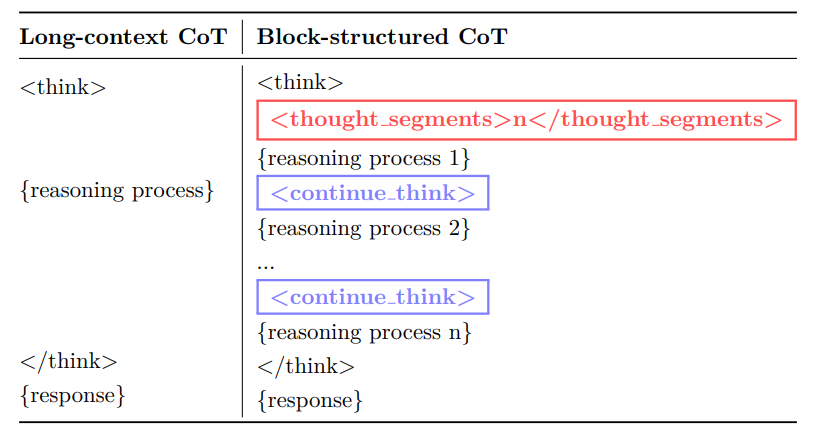 Long-context CoT Block-structured CoT
<think> <think>
<thought_segments>n</thought_segments>
{reasoning process 1}
{reasoning process} <continue_think>
{reasoning process 2}
...
<continue_think>
{reasoning process n}
</think> </think>
{response} {response}